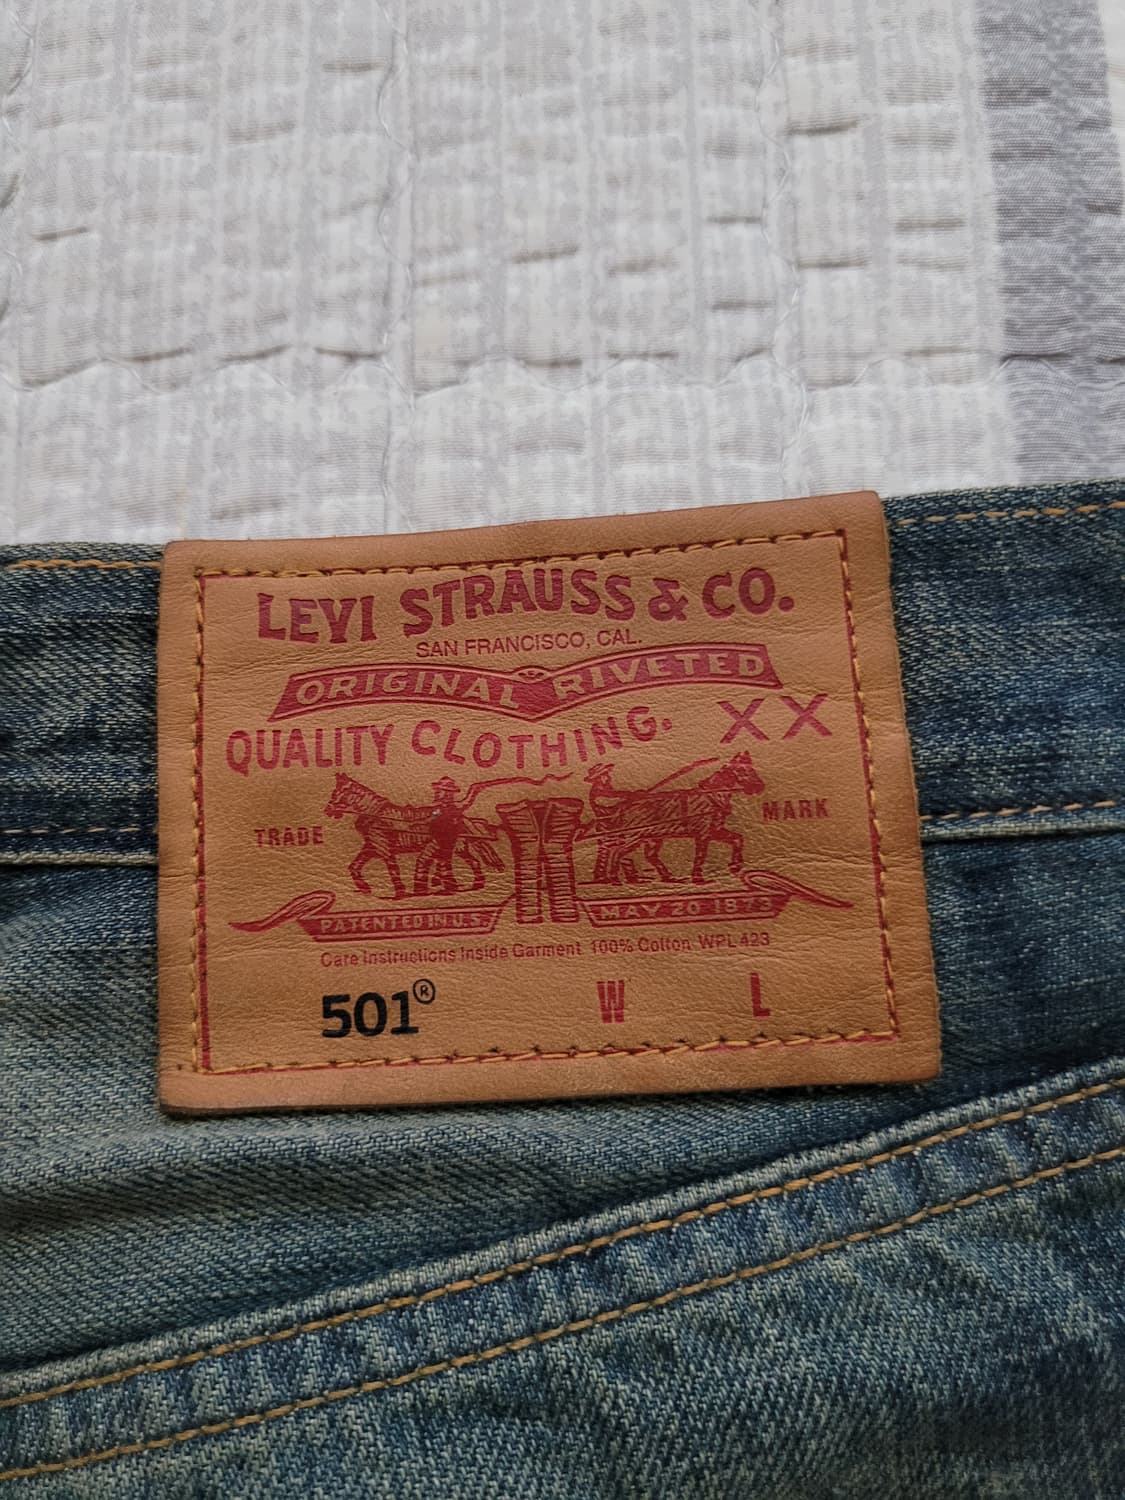 LEVI STRAUSS & CO.
SAN FRANCISCO, CAL.
ORIGINAL RIVETED
QUALITY CLOTHING. XX
TRADE MARK
PATENTED IN U.S. MAY 20 1873
Care Instructions Inside Garment 100% Cotton WPL 423
501® W L